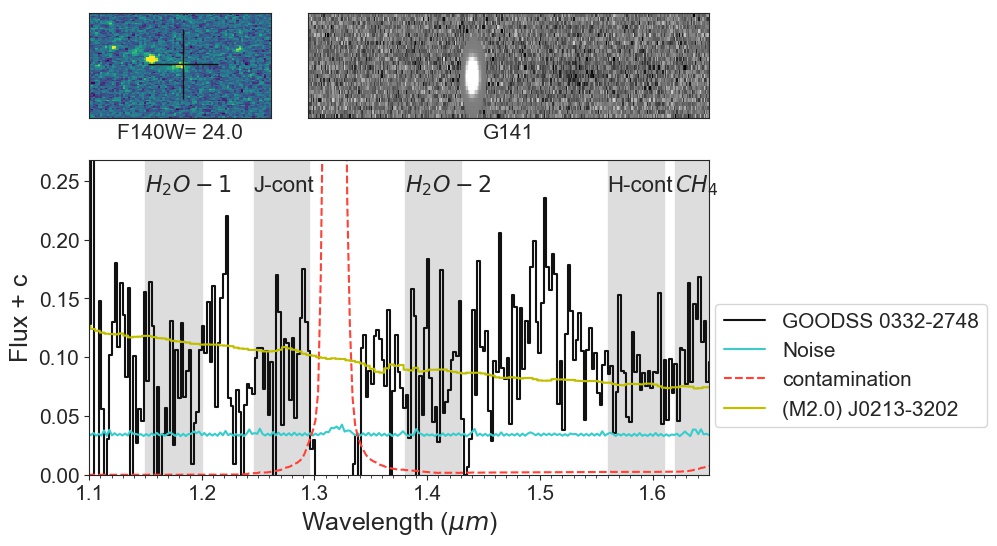 F140W= 24.0
G141
H₂O − 1
J-cont
H₂O − 2
H-cont
CH₄
Flux + c
0.25
0.20
0.15
0.10
0.05
0.00
1.1
1.2
1.3
1.4
1.5
1.6
Wavelength (μm)
GOODSS 0332-2748
Noise
contamination
(M2.0) J0213-3202